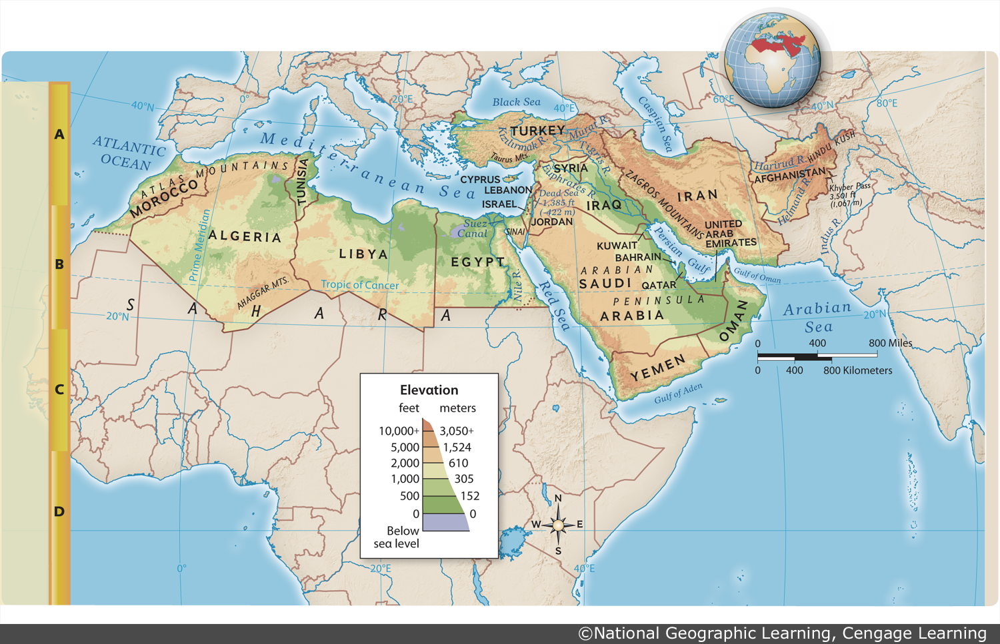 A
B
C
D
40°N
0°
20°E
40°E
60°E
40°N
80°E
Black Sea
Caspian Sea
ATLANTIC
OCEAN
Mediterranean Sea
TURKEY
Kizilirmak R.
Murat R.
Taurus Mts.
Tigris R.
ATLAS MOUNTAINS
MOROCCO
TUNISIA
CYPRUS
LEBANON
ISRAEL
SYRIA
Euphrates R.
Dead Sea
-1,385 ft
(-422 m)
IRAQ
JORDAN
ZAGROS MOUNTAINS
IRAN
Harirud R.
HINDU KUSH
AFGHANISTAN
Helmand R.
Khyber Pass
3,501 ft
(1,067 m)
Indus R.
Prime Meridian
ALGERIA
LIBYA
EGYPT
Suez
Canal
SINAI
KUWAIT
BAHRAIN
QATAR
Persian Gulf
UNITED
ARAB
EMIRATES
Gulf of Oman
ARABIAN
SAUDI
PENINSULA
ARABIA
OMAN
YEMEN
AHAGGAR MTS.
Tropic of Cancer
Nile R.
Red Sea
SAHARA
20°N
Arabian
Sea
20°N
Gulf of Aden
0 400 800 Miles
0 400 800 Kilometers
Elevation
feet meters
10,000+ 3,050+
5,000 1,524
2,000 610
1,000 305
500 152
0 0
Below
sea level
N
W E
S
0°
20°E
40°E
©National Geographic Learning, Cengage Learning